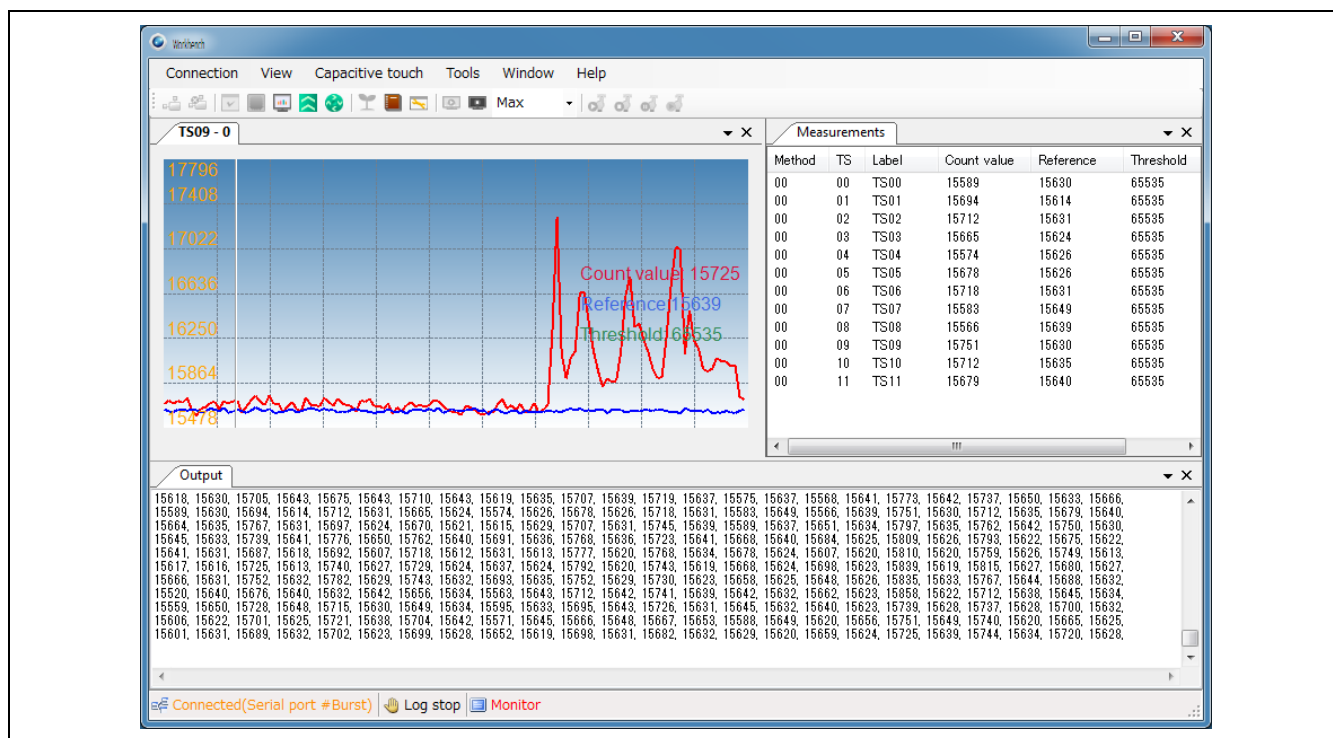 Workbench
Connection View Capacitive touch Tools Window Help
Max
TS09 - 0
17796
17408
17022
16636
16250
15864
15478
Count value: 15725
Reference:15639
Threshold: 65535
Measurements
Method TS Label Count value Reference Threshold
00 00 TS00 15589 15630 65535
00 01 TS01 15694 15614 65535
00 02 TS02 15712 15631 65535
00 03 TS03 15665 15624 65535
00 04 TS04 15574 15626 65535
00 05 TS05 15678 15626 65535
00 06 TS06 15718 15631 65535
00 07 TS07 15583 15649 65535
00 08 TS08 15566 15639 65535
00 09 TS09 15751 15630 65535
00 10 TS10 15712 15635 65535
00 11 TS11 15679 15640 65535
Output
15618, 15630, 15705, 15643, 15675, 15643, 15710, 15643, 15619, 15635, 15707, 15639, 15719, 15637, 15575, 15637, 15568, 15641, 15773, 15642, 15737, 15650, 15633, 15666,
15589, 15630, 15694, 15614, 15712, 15631, 15665, 15624, 15574, 15626, 15678, 15626, 15718, 15631, 15583, 15649, 15566, 15639, 15751, 15630, 15712, 15635, 15679, 15640,
15664, 15635, 15767, 15631, 15697, 15624, 15670, 15621, 15615, 15629, 15707, 15631, 15745, 15639, 15589, 15637, 15651, 15634, 15797, 15635, 15762, 15642, 15750, 15630,
15645, 15633, 15739, 15641, 15776, 15650, 15762, 15640, 15691, 15636, 15768, 15636, 15723, 15641, 15668, 15640, 15684, 15625, 15809, 15626, 15793, 15622, 15675, 15622,
15641, 15631, 15687, 15618, 15692, 15607, 15718, 15612, 15631, 15613, 15777, 15620, 15768, 15634, 15678, 15624, 15607, 15620, 15810, 15620, 15759, 15626, 15749, 15613,
15617, 15616, 15725, 15613, 15740, 15627, 15729, 15624, 15637, 15624, 15792, 15620, 15743, 15619, 15668, 15624, 15698, 15623, 15839, 15619, 15815, 15627, 15680, 15627,
15666, 15631, 15752, 15632, 15782, 15629, 15743, 15632, 15693, 15635, 15752, 15629, 15730, 15623, 15658, 15625, 15648, 15626, 15835, 15633, 15767, 15644, 15688, 15632,
15520, 15640, 15676, 15640, 15632, 15642, 15656, 15634, 15563, 15643, 15712, 15642, 15741, 15639, 15642, 15632, 15662, 15623, 15858, 15622, 15712, 15638, 15645, 15634,
15559, 15650, 15728, 15648, 15715, 15630, 15649, 15634, 15595, 15633, 15695, 15643, 15726, 15631, 15645, 15632, 15640, 15623, 15739, 15628, 15737, 15628, 15700, 15632,
15606, 15622, 15701, 15625, 15721, 15638, 15704, 15642, 15571, 15645, 15666, 15648, 15667, 15653, 15588, 15649, 15620, 15656, 15751, 15649, 15740, 15620, 15665, 15625,
15601, 15631, 15689, 15632, 15702, 15623, 15699, 15628, 15652, 15619, 15698, 15631, 15682, 15632, 15629, 15620, 15659, 15624, 15725, 15639, 15744, 15634, 15720, 15628,
Connected(Serial port #Burst) Log stop Monitor